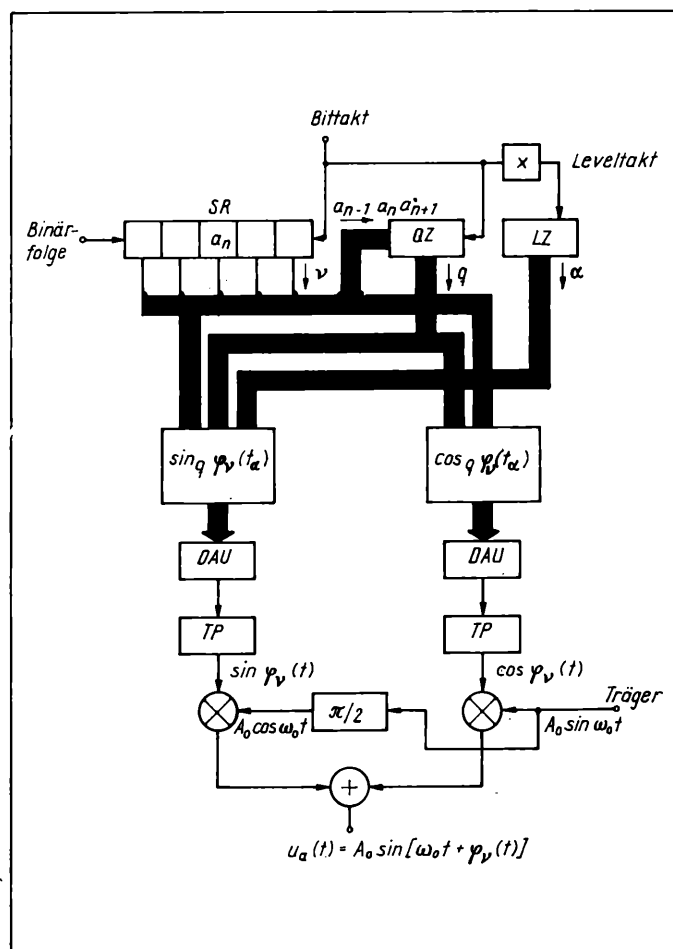 Bittakt
Leveltakt
x
SR
a_{n-1} a_n a_{n+1}
Binär-
folge
a_n
QZ
LZ
ν
q
α
sin_q φ_ν(t_α)
cos_q φ_ν(t_α)
DAU
DAU
TP
TP
sin φ_ν(t)
cos φ_ν(t)
Träger
A_0 cos ω_0 t
π/2
A_0 sin ω_0 t
+
u_a(t) = A_0 sin[ω_0 t + φ_ν(t)]